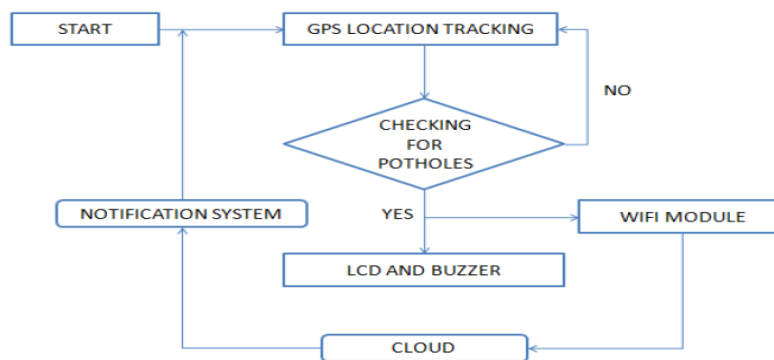 START
GPS LOCATION TRACKING
NO
CHECKING
FOR
POTHOLES
NOTIFICATION SYSTEM
YES
WIFI MODULE
LCD AND BUZZER
CLOUD